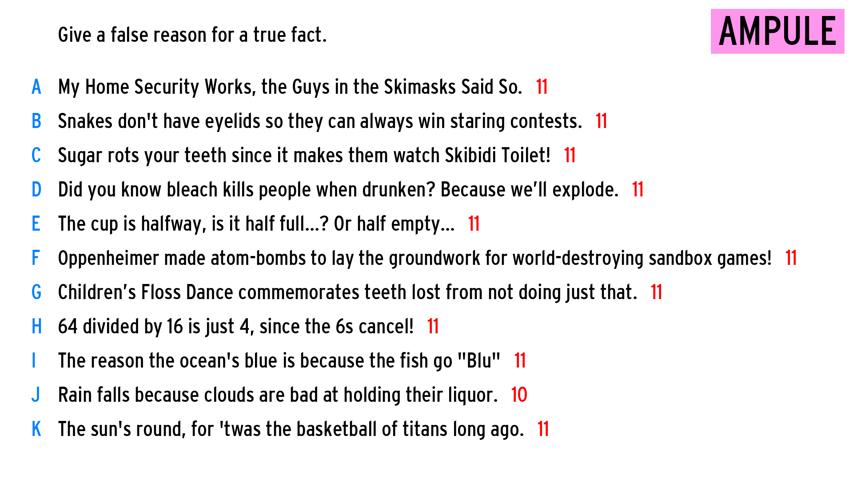 Give a false reason for a true fact.
AMPULE
A My Home Security Works, the Guys in the Skimasks Said So. 11
B Snakes don't have eyelids so they can always win staring contests. 11
C Sugar rots your teeth since it makes them watch Skibidi Toilet! 11
D Did you know bleach kills people when drunken? Because we’ll explode. 11
E The cup is halfway, is it half full...? Or half empty... 11
F Oppenheimer made atom-bombs to lay the groundwork for world-destroying sandbox games! 11
G Children’s Floss Dance commemorates teeth lost from not doing just that. 11
H 64 divided by 16 is just 4, since the 6s cancel! 11
I The reason the ocean's blue is because the fish go "Blu" 11
J Rain falls because clouds are bad at holding their liquor. 10
K The sun's round, for 'twas the basketball of titans long ago. 11